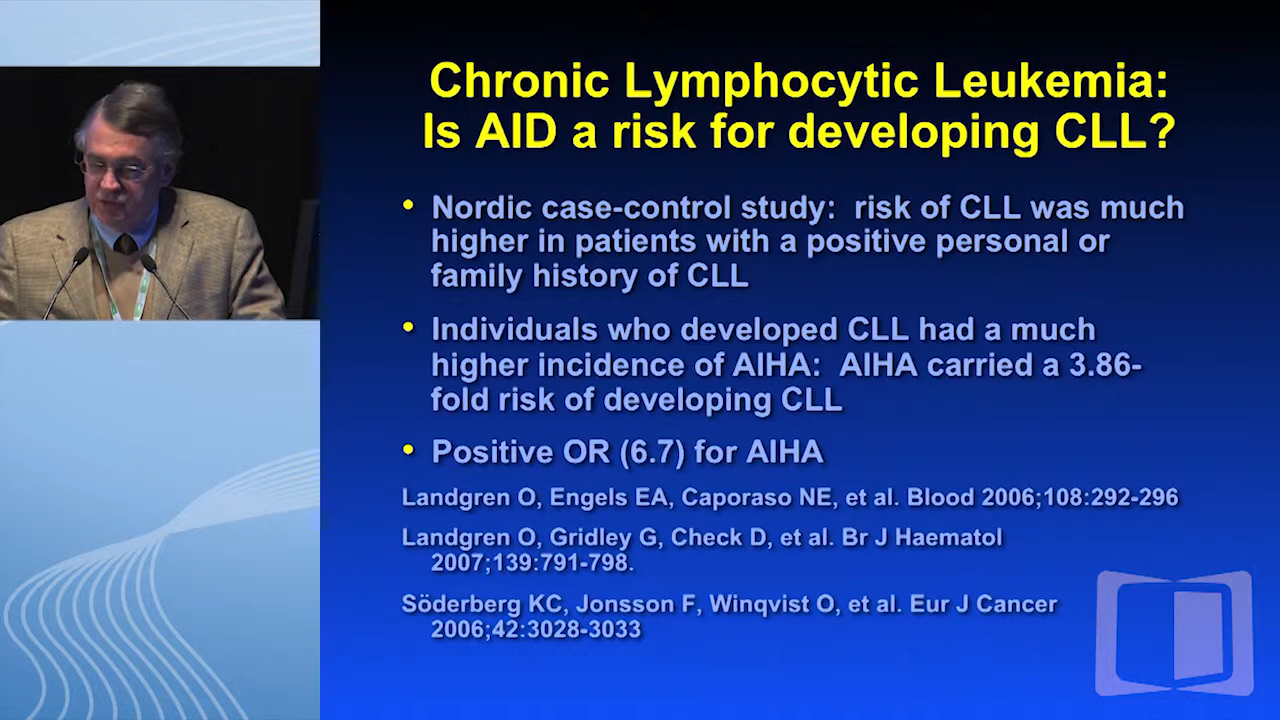 Chronic Lymphocytic Leukemia:
Is AID a risk for developing CLL?
• Nordic case-control study:  risk of CLL was much
higher in patients with a positive personal or
family history of CLL
• Individuals who developed CLL had a much
higher incidence of AIHA:  AIHA carried a 3.86-
fold risk of developing CLL
• Positive OR (6.7) for AIHA
Landgren O, Engels EA, Caporaso NE, et al. Blood 2006;108:292-296
Landgren O, Gridley G, Check D, et al. Br J Haematol
2007;139:791-798.
Söderberg KC, Jonsson F, Winqvist O, et al. Eur J Cancer
2006;42:3028-3033